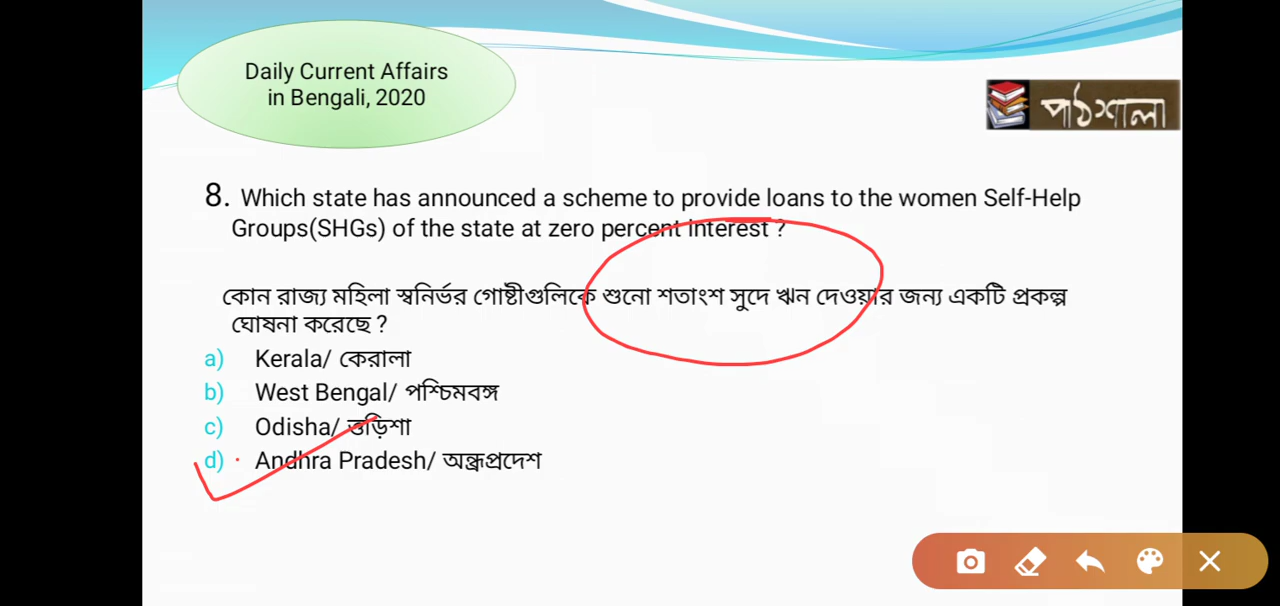 Daily Current Affairs
in Bengali, 2020
পাঠশালা
8. Which state has announced a scheme to provide loans to the women Self-Help
Groups(SHGs) of the state at zero percent interest ?
কোন রাজ্য মহিলা স্বনির্ভর গোষ্টীগুলিকে শুনো শতাংশ সুদে ঋন দেওয়ার জন্য একটি প্রকল্প
ঘোষনা করেছে ?
a) Kerala/ কেরালা
b) West Bengal/ পশ্চিমবঙ্গ
c) Odisha/ ওড়িশা
d) Andhra Pradesh/ অন্ধ্রপ্রদেশ